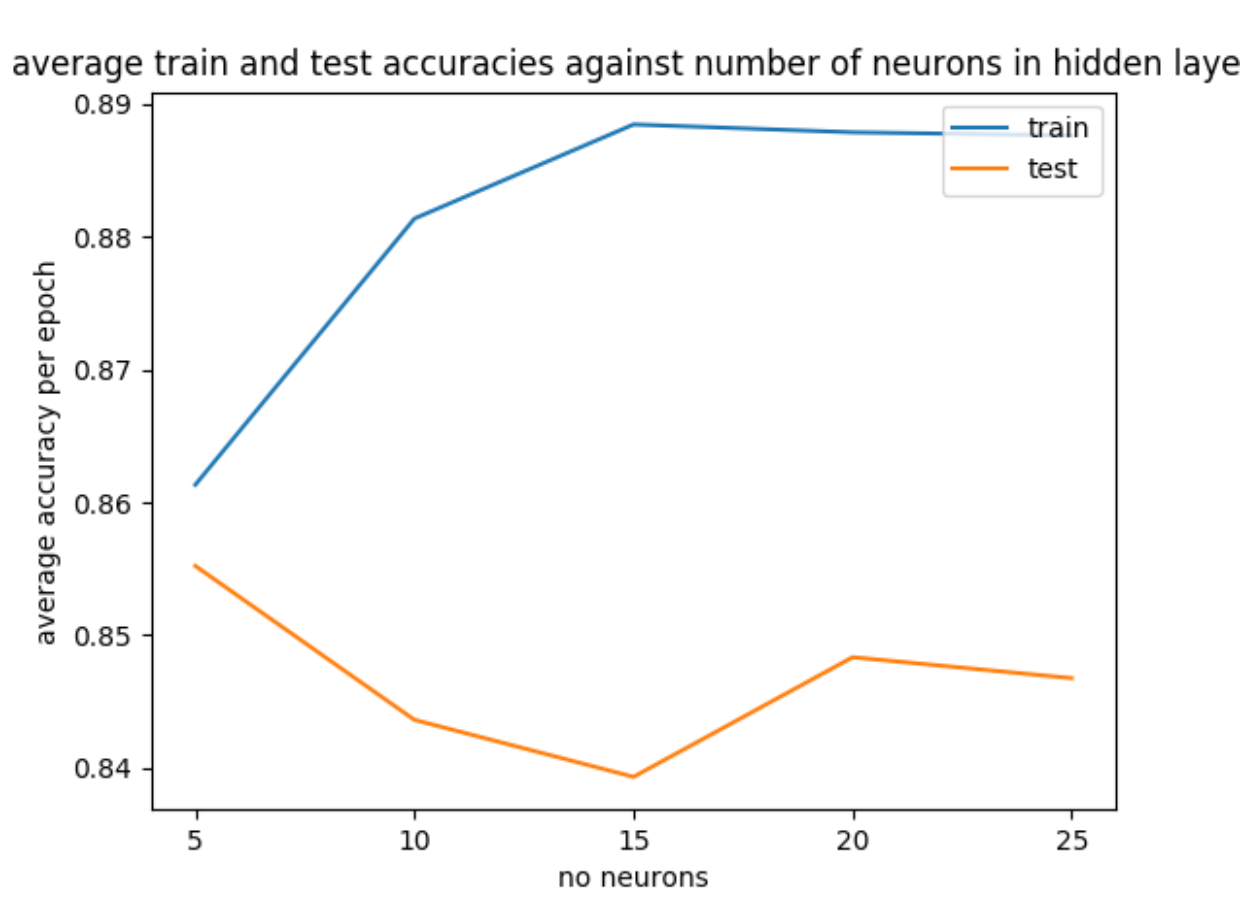 average train and test accuracies against number of neurons in hidden laye
0.89
train
test
0.88
0.87
0.86
0.85
0.84
average accuracy per epoch
5 10 15 20 25
no neurons